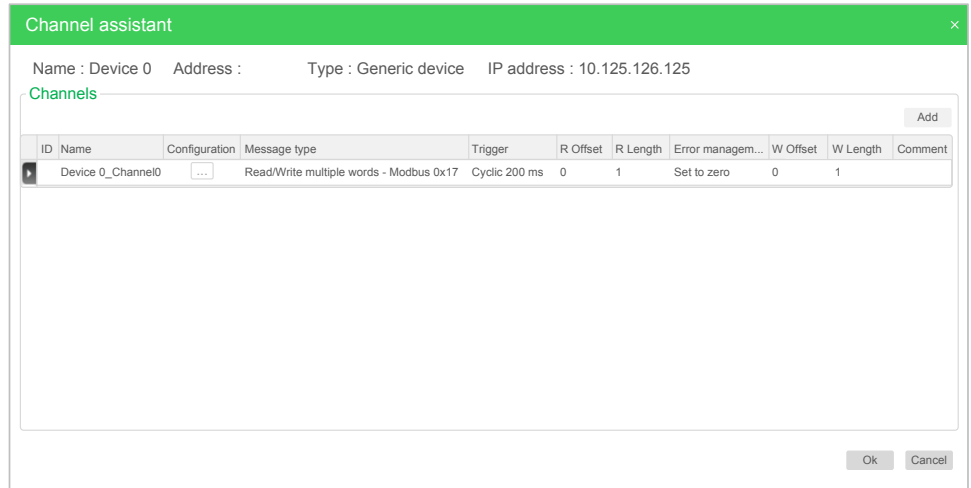 Channel assistant ×
Name : Device 0 Address : Type : Generic device IP address : 10.125.126.125
Channels
Add
ID Name Configuration Message type Trigger R Offset R Length Error managem... W Offset W Length Comment
Device 0_Channel0 ... Read/Write multiple words - Modbus 0x17 Cyclic 200 ms 0 1 Set to zero 0 1
Ok Cancel